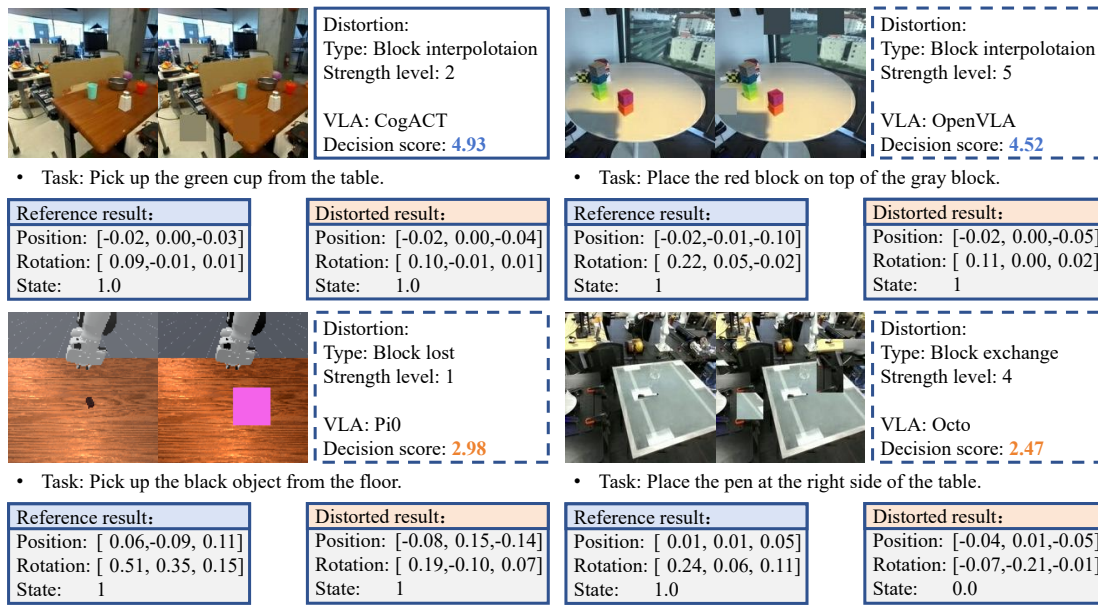 Distortion:
Type: Block interpolotaion
Strength level: 2
VLA: CogACT
Decision score: 4.93
• Task: Pick up the green cup from the table.
Reference result:
Position: [-0.02, 0.00,-0.03]
Rotation: [ 0.09,-0.01, 0.01]
State: 1.0
Distorted result:
Position: [-0.02, 0.00,-0.04]
Rotation: [ 0.10,-0.01, 0.01]
State: 1.0
Distortion:
Type: Block interpolotaion
Strength level: 5
VLA: OpenVLA
Decision score: 4.52
• Task: Place the red block on top of the gray block.
Reference result:
Position: [-0.02,-0.01,-0.10]
Rotation: [ 0.22, 0.05,-0.02]
State: 1
Distorted result:
Position: [-0.02, 0.00,-0.05]
Rotation: [ 0.11, 0.00, 0.02]
State: 1
Distortion:
Type: Block lost
Strength level: 1
VLA: Pi0
Decision score: 2.98
• Task: Pick up the black object from the floor.
Reference result:
Position: [ 0.06,-0.09, 0.11]
Rotation: [ 0.51, 0.35, 0.15]
State: 1
Distorted result:
Position: [-0.08, 0.15,-0.14]
Rotation: [ 0.19,-0.10, 0.07]
State: 1
Distortion:
Type: Block exchange
Strength level: 4
VLA: Octo
Decision score: 2.47
• Task: Place the pen at the right side of the table.
Reference result:
Position: [ 0.01, 0.01, 0.05]
Rotation: [ 0.24, 0.06, 0.11]
State: 1.0
Distorted result:
Position: [-0.04, 0.01,-0.05]
Rotation: [-0.07,-0.21,-0.01]
State: 0.0